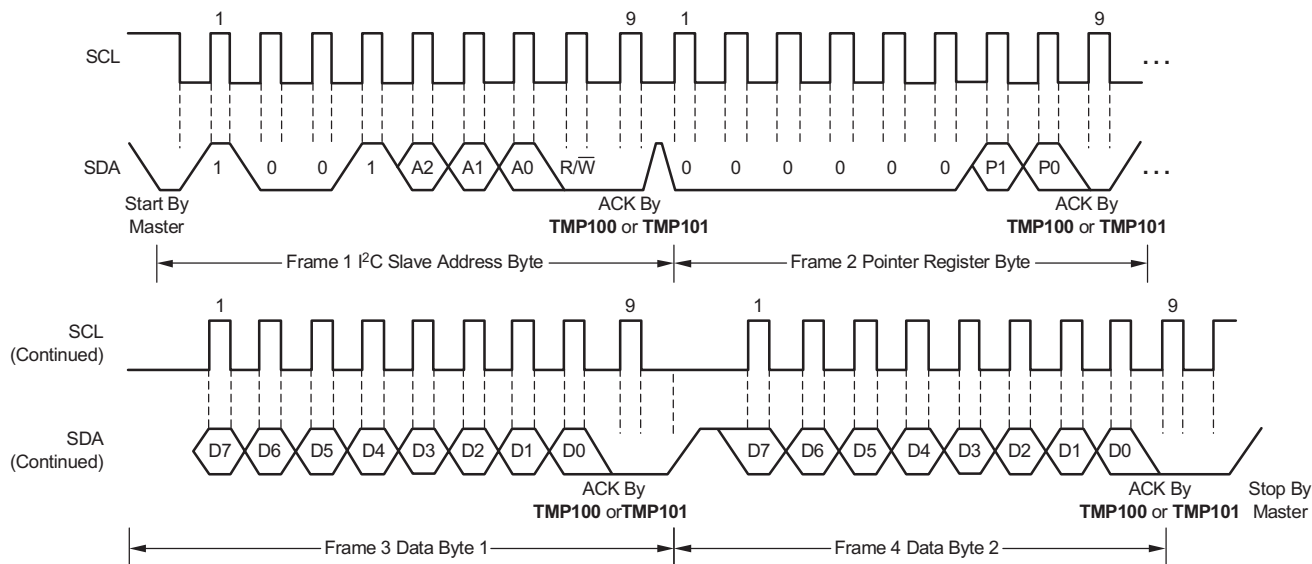 1 9 1 9
SCL ...
SDA 1 0 0 1 A2 A1 A0 R/W̅ 0 0 0 0 0 0 P1 P0 ...
Start By ACK By ACK By
Master TMP100 or TMP101 TMP100 or TMP101
Frame 1 I²C Slave Address Byte Frame 2 Pointer Register Byte
1 9 1 9
SCL
(Continued)
SDA D7 D6 D5 D4 D3 D2 D1 D0 D7 D6 D5 D4 D3 D2 D1 D0
(Continued)
ACK By ACK By Stop By
TMP100 orTMP101 TMP100 or TMP101 Master
Frame 3 Data Byte 1 Frame 4 Data Byte 2